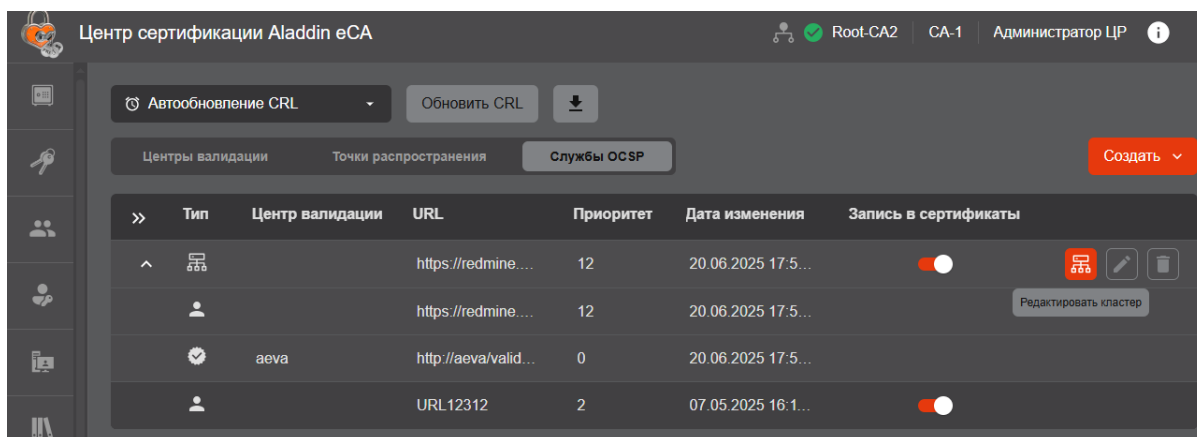 Центр сертификации Aladdin eCA Root-CA2 CA-1 Администратор ЦР
Автообновление CRL Обновить CRL
Центры валидации Точки распространения Службы OCSP Создать
Тип Центр валидации URL Приоритет Дата изменения Запись в сертификаты
https://redmine.... 12 20.06.2025 17:5...
Редактировать кластер
https://redmine.... 12 20.06.2025 17:5...
aeva http://aeva/valid... 0 20.06.2025 17:5...
URL12312 2 07.05.2025 16:1...